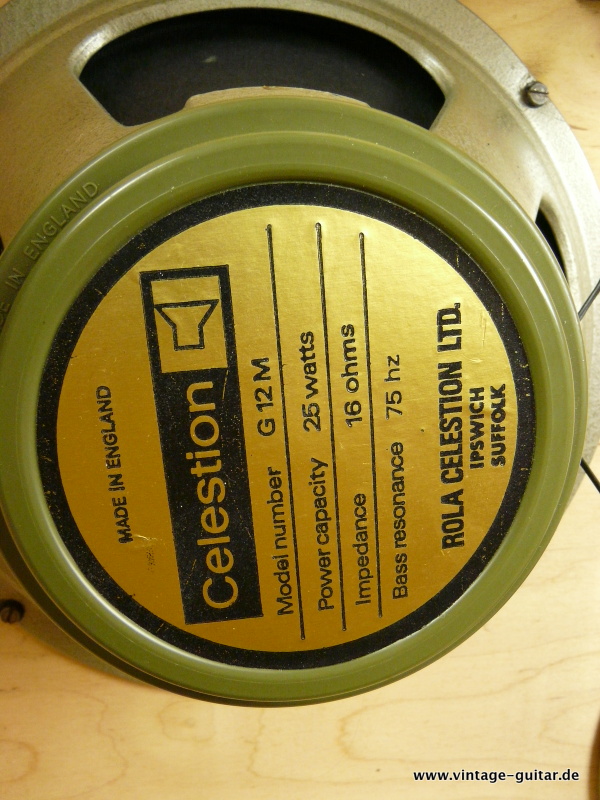 MADE IN ENGLAND
Celestion
Model number G 12 M
Power capacity 25 watts
Impedance 16 ohms
Bass resonance 75 hz
ROLA CELESTION LTD.
IPSWICH
SUFFOLK
IN ENGLAND
www.vintage-guitar.de